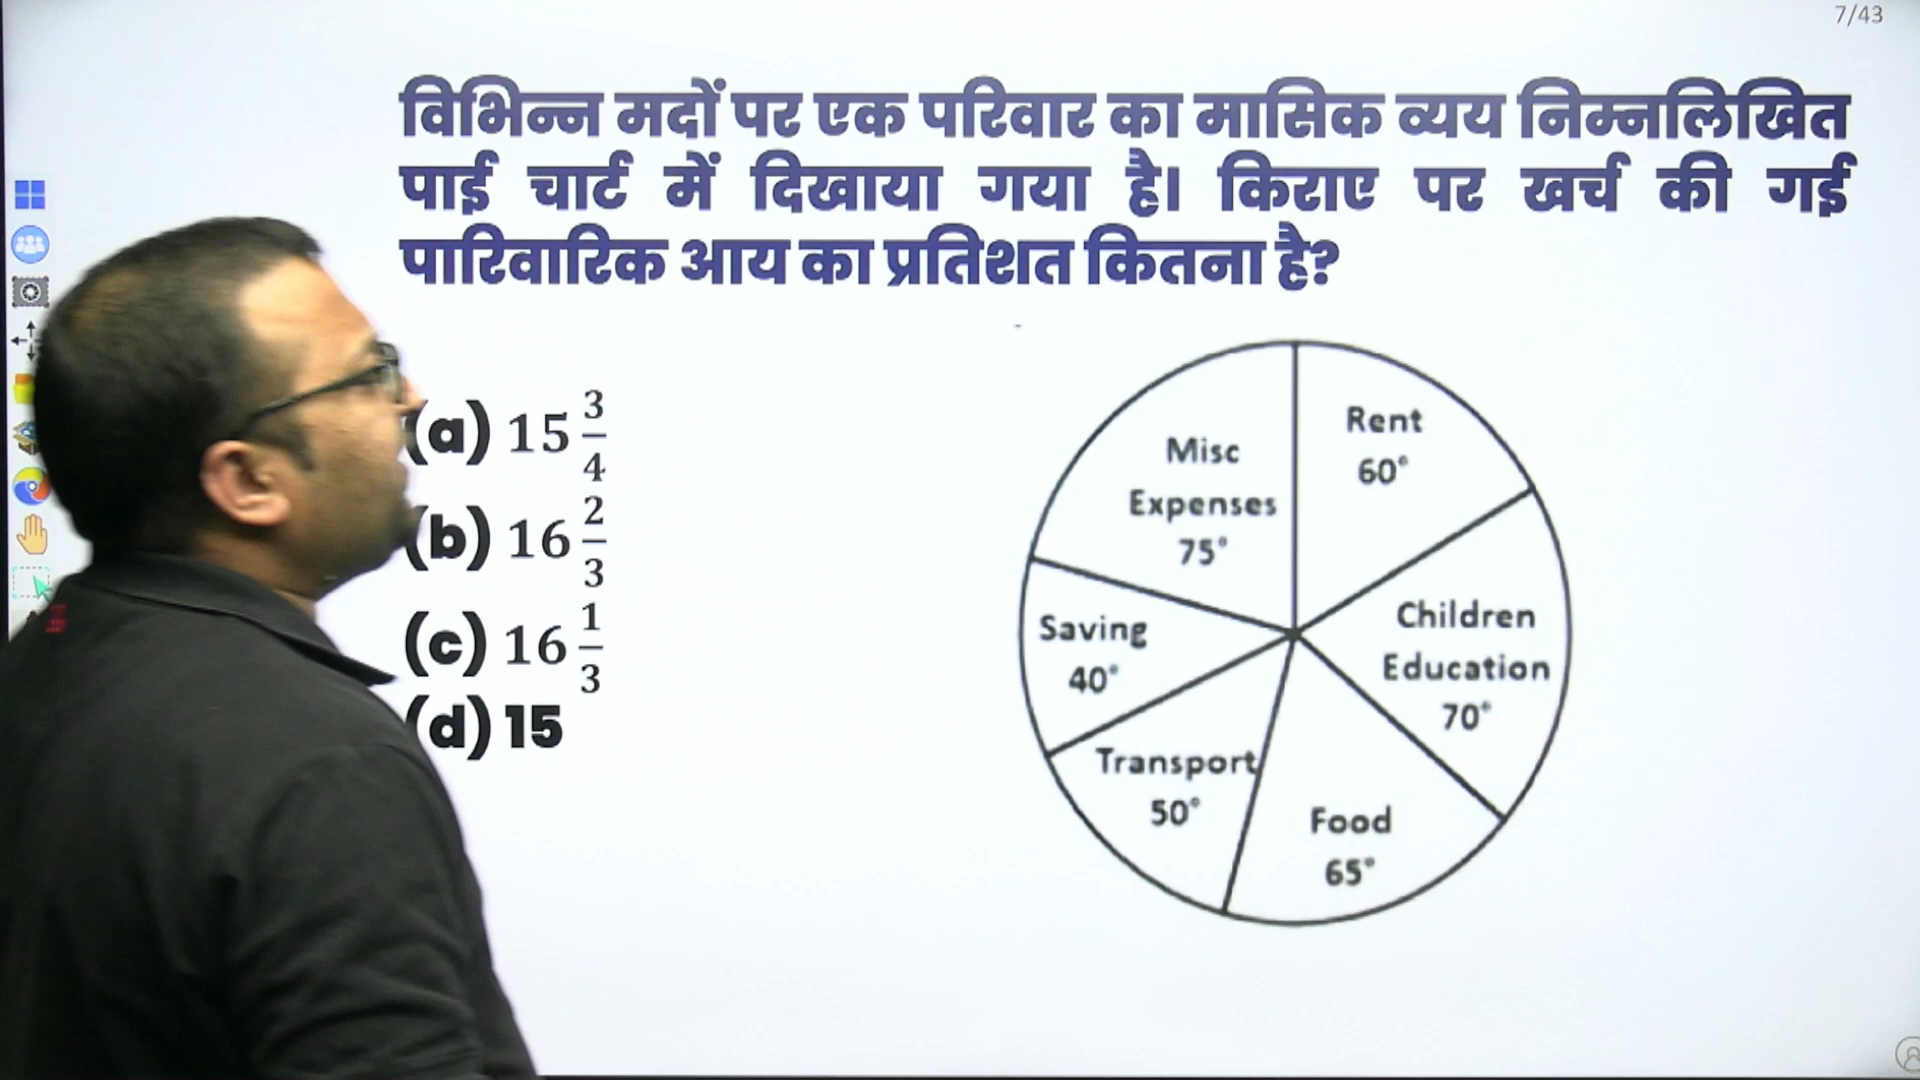 7/43
विभिन्न मदों पर एक परिवार का मासिक व्यय निम्नलिखित
पाई चार्ट में दिखाया गया है। किराए पर खर्च की गई
पारिवारिक आय का प्रतिशत कितना है?
(a) 15 3/4
(b) 16 2/3
(c) 16 1/3
(d) 15
Rent
60°
Misc
Expenses
75°
Children
Education
70°
Saving
40°
Transport
50°
Food
65°